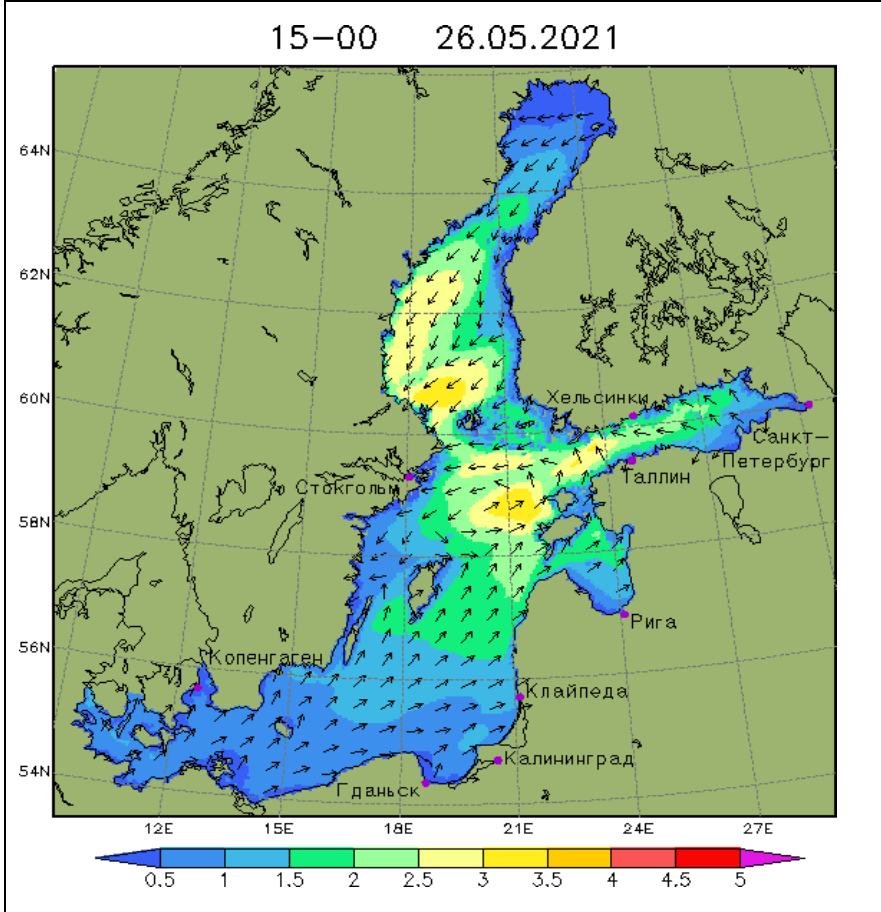 15-00 26.05.2021
64N
62N
60N
Хельсинки
Санкт-
Петербург
Таллин
Стокгольм
58N
Рига
56N
Копенгаген
Клайпеда
Калининград
54N
Гданьск
12E 15E 18E 21E 24E 27E
0.5 1 1.5 2 2.5 3 3.5 4 4.5 5